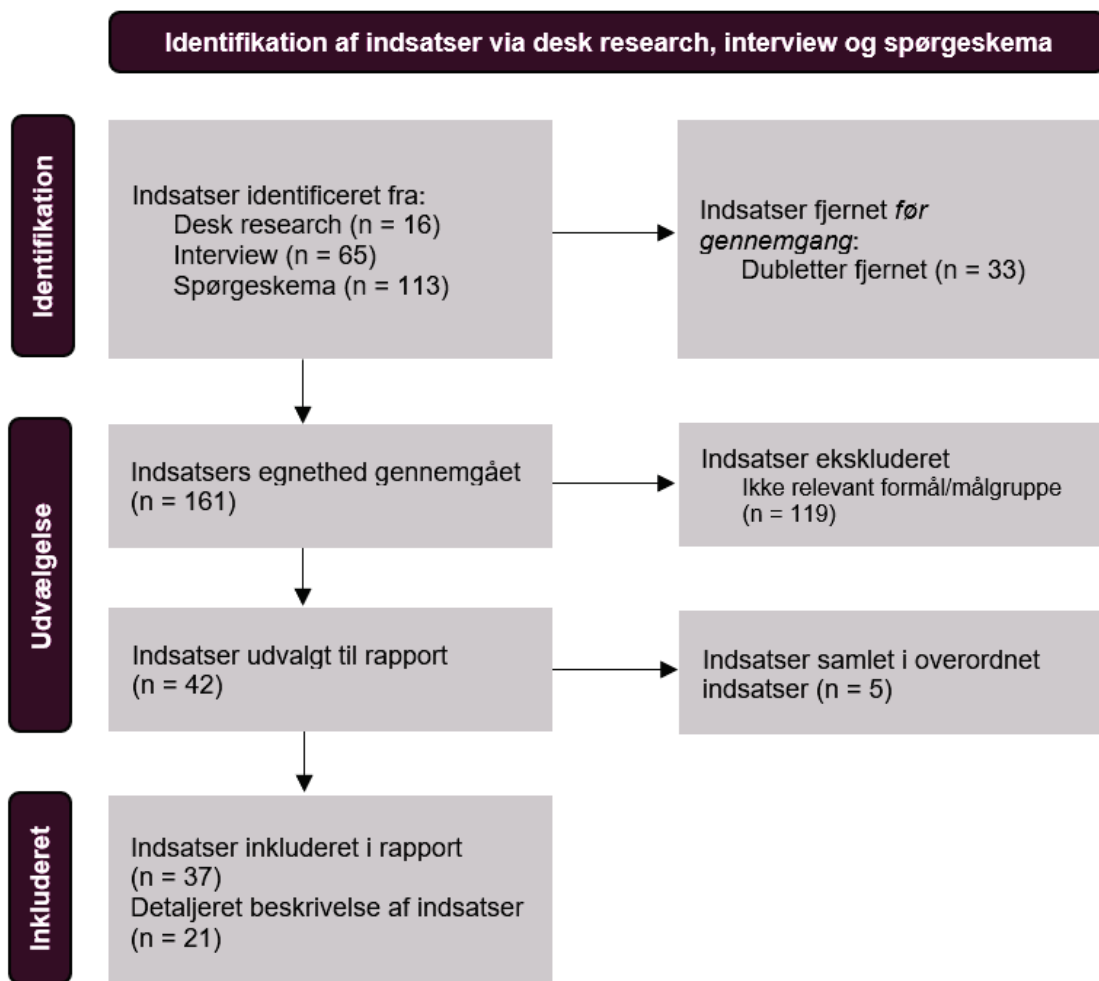 Identifikation af indsatser via desk research, interview og spørgeskema
Identifikation
Indsatser identificeret fra:
Desk research (n = 16)
Interview (n = 65)
Spørgeskema (n = 113)
Indsatser fjernet før
gennemgang:
Dubletter fjernet (n = 33)
Udvælgelse
Indsatsers egnethed gennemgået
(n = 161)
Indsatser ekskluderet
Ikke relevant formål/målgruppe
(n = 119)
Indsatser udvalgt til rapport
(n = 42)
Indsatser samlet i overordnet
indsatser (n = 5)
Inkluderet
Indsatser inkluderet i rapport
(n = 37)
Detaljeret beskrivelse af indsatser
(n = 21)